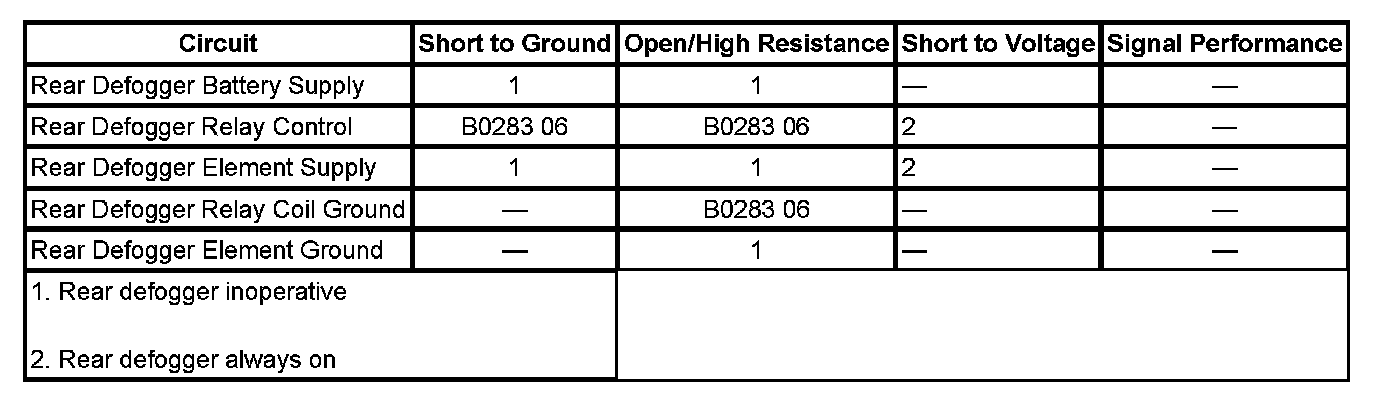 Circuit Short to Ground Open/High Resistance Short to Voltage Signal Performance
Rear Defogger Battery Supply 1 1 — —
Rear Defogger Relay Control B0283 06 B0283 06 2 —
Rear Defogger Element Supply 1 1 2 —
Rear Defogger Relay Coil Ground — B0283 06 — —
Rear Defogger Element Ground — 1 — —
1. Rear defogger inoperative
2. Rear defogger always on